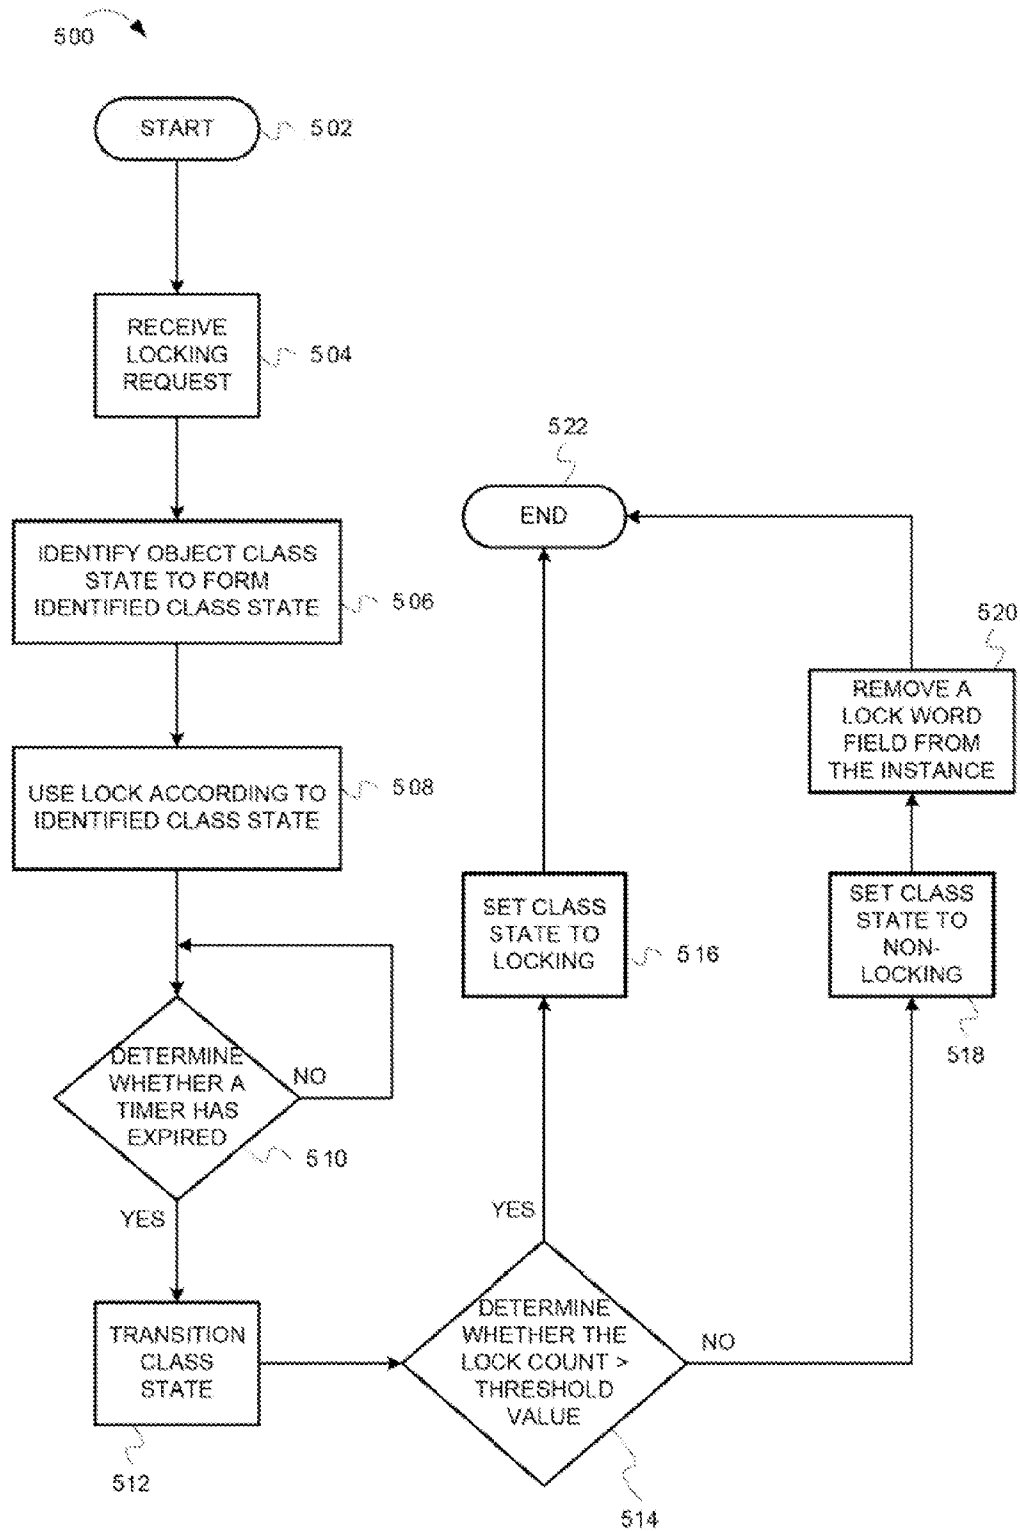 500
START
502
RECEIVE
LOCKING
REQUEST
504
IDENTIFY OBJECT CLASS
STATE TO FORM
IDENTIFIED CLASS STATE
506
USE LOCK ACCORDING TO
IDENTIFIED CLASS STATE
508
DETERMINE
WHETHER A
TIMER HAS
EXPIRED
NO
510
YES
TRANSITION
CLASS
STATE
512
DETERMINE
WHETHER THE
LOCK COUNT >
THRESHOLD
VALUE
514
YES
NO
SET CLASS
STATE TO
LOCKING
516
SET CLASS
STATE TO
NON-
LOCKING
518
REMOVE A
LOCK WORD
FIELD FROM
THE INSTANCE
520
END
522